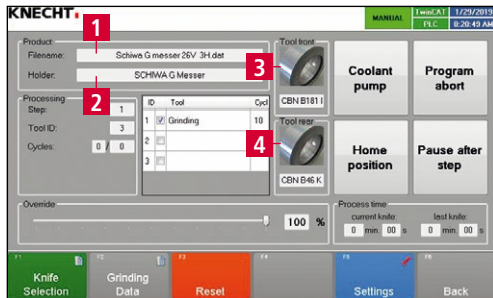 KNECHT.
MANUAL
TwinCAT 1/29/2019
PLC 8:20:49 AM
1
Product
Filename: Schiwa G messer 26V 3H.dat
Holder: SCHIWA G Messer
2
Tool front
3
CBN B181 I
Tool rear
4
CBN B46 K
Coolant pump
Program abort
Home position
Pause after step
Processing
Step: 1
Tool ID: 3
Cycles: 0 / 0
ID Tool Cycl
1 Grinding 10
2
3
Override
100 %
Process time
current knife: last knife:
0 min. 00 s 0 min. 00 s
F1 Knife Selection
F2 Grinding Data
F3 Reset
F4
F5 Settings
F6 Back